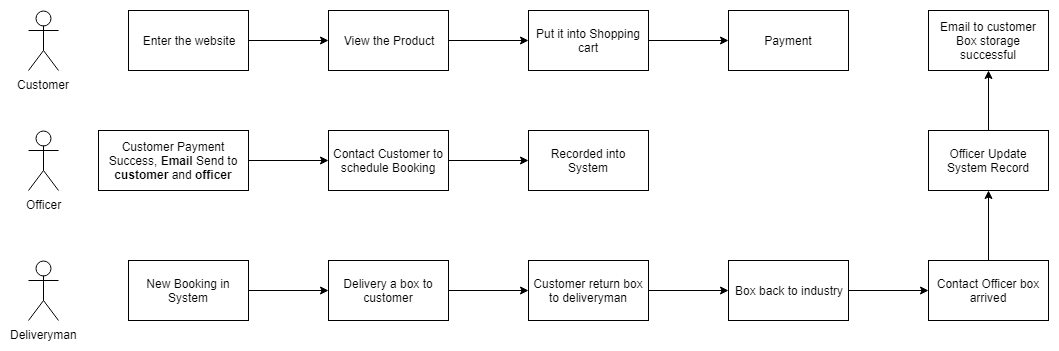 Enter the website
View the Product
Put it into Shopping
cart
Payment
Email to customer
Box storage
successful
Customer
Customer Payment
Success, Email Send to
customer and officer
Contact Customer to
schedule Booking
Recorded into
System
Officer Update
System Record
Officer
New Booking in
System
Delivery a box to
customer
Customer return box
to deliveryman
Box back to industry
Contact Officer box
arrived
Deliveryman